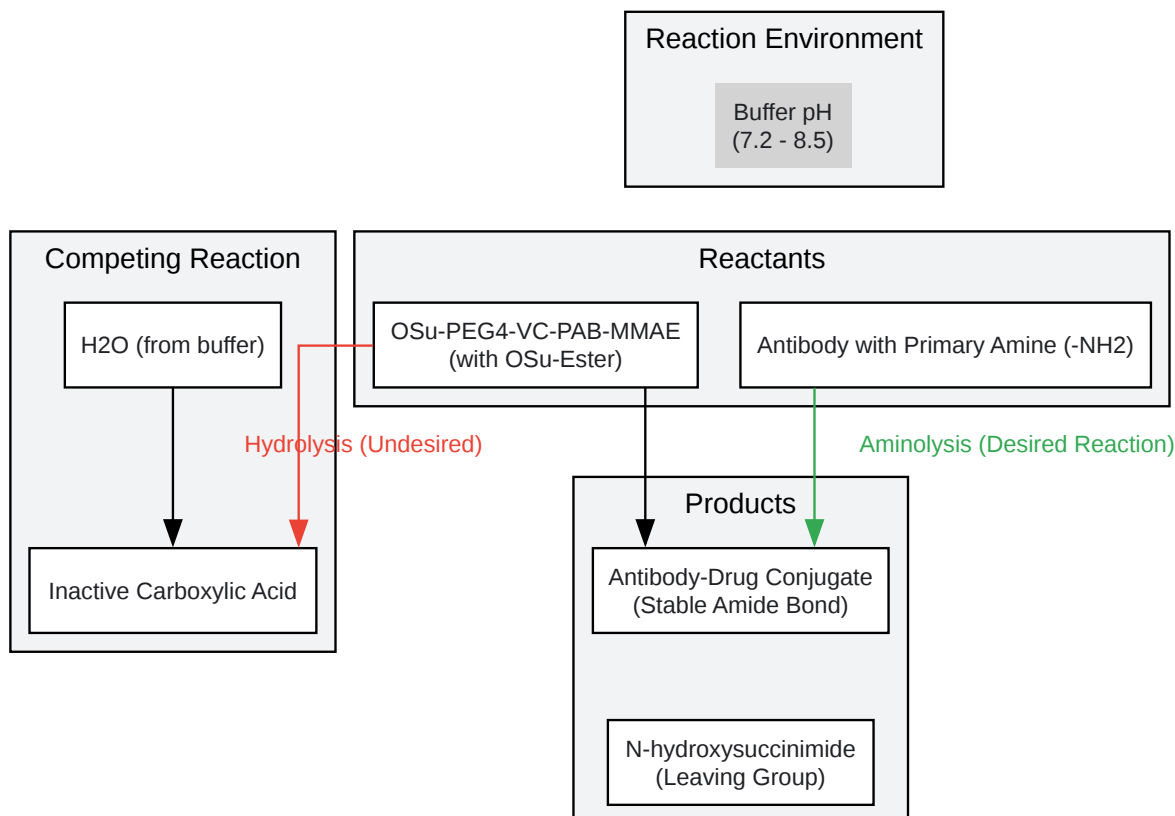 Reaction Environment
Buffer pH
(7.2 - 8.5)
Competing Reaction
H2O (from buffer)
Reactants
OSu-PEG4-VC-PAB-MMAE
(with OSu-Ester)
Antibody with Primary Amine (-NH2)
Hydrolysis (Undesired)
Aminolysis (Desired Reaction)
Inactive Carboxylic Acid
Products
Antibody-Drug Conjugate
(Stable Amide Bond)
N-hydroxysuccinimide
(Leaving Group)